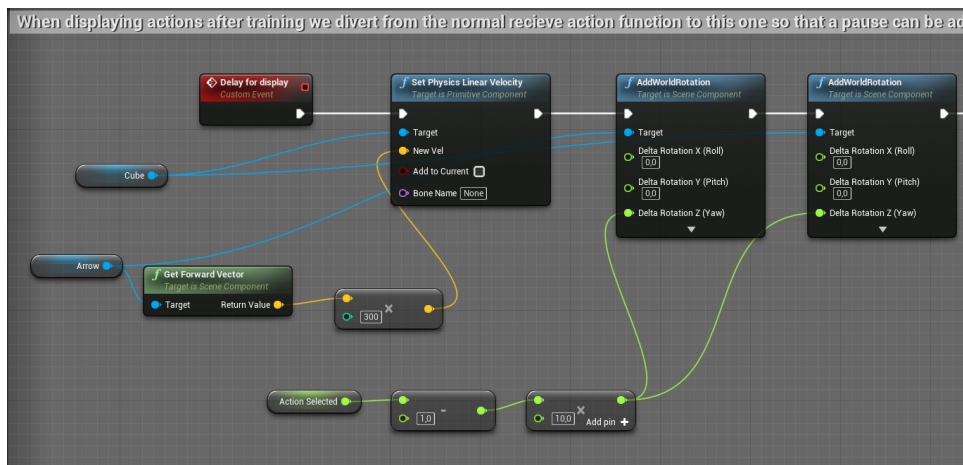 When displaying actions after training we divert from the normal recieve action function to this one so that a pause can be ad
Delay for display
Custom Event
f Set Physics Linear Velocity
Target is Primitive Component
Target
New Vel
Add to Current
Bone Name None
f AddWorldRotation
Target is Scene Component
Target
Delta Rotation X (Roll)
0,0
Delta Rotation Y (Pitch)
0,0
Delta Rotation Z (Yaw)
f AddWorldRotation
Target is Scene Component
Target
Delta Rotation X (Roll)
0,0
Delta Rotation Y (Pitch)
0,0
Delta Rotation Z (Yaw)
Cube
Arrow
f Get Forward Vector
Target is Scene Component
Target Return Value
300 ×
Action Selected
1,0 -
10,0 × Add pin +